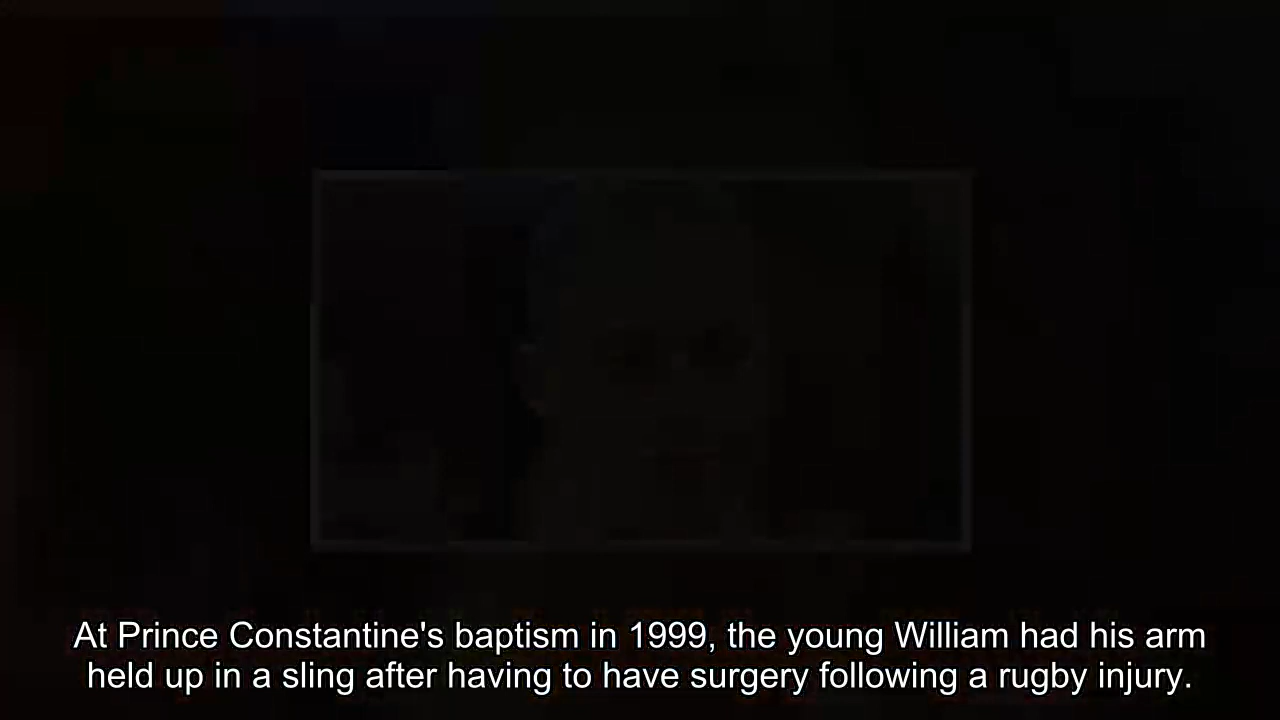 At Prince Constantine's baptism in 1999, the young William had his arm
held up in a sling after having to have surgery following a rugby injury.